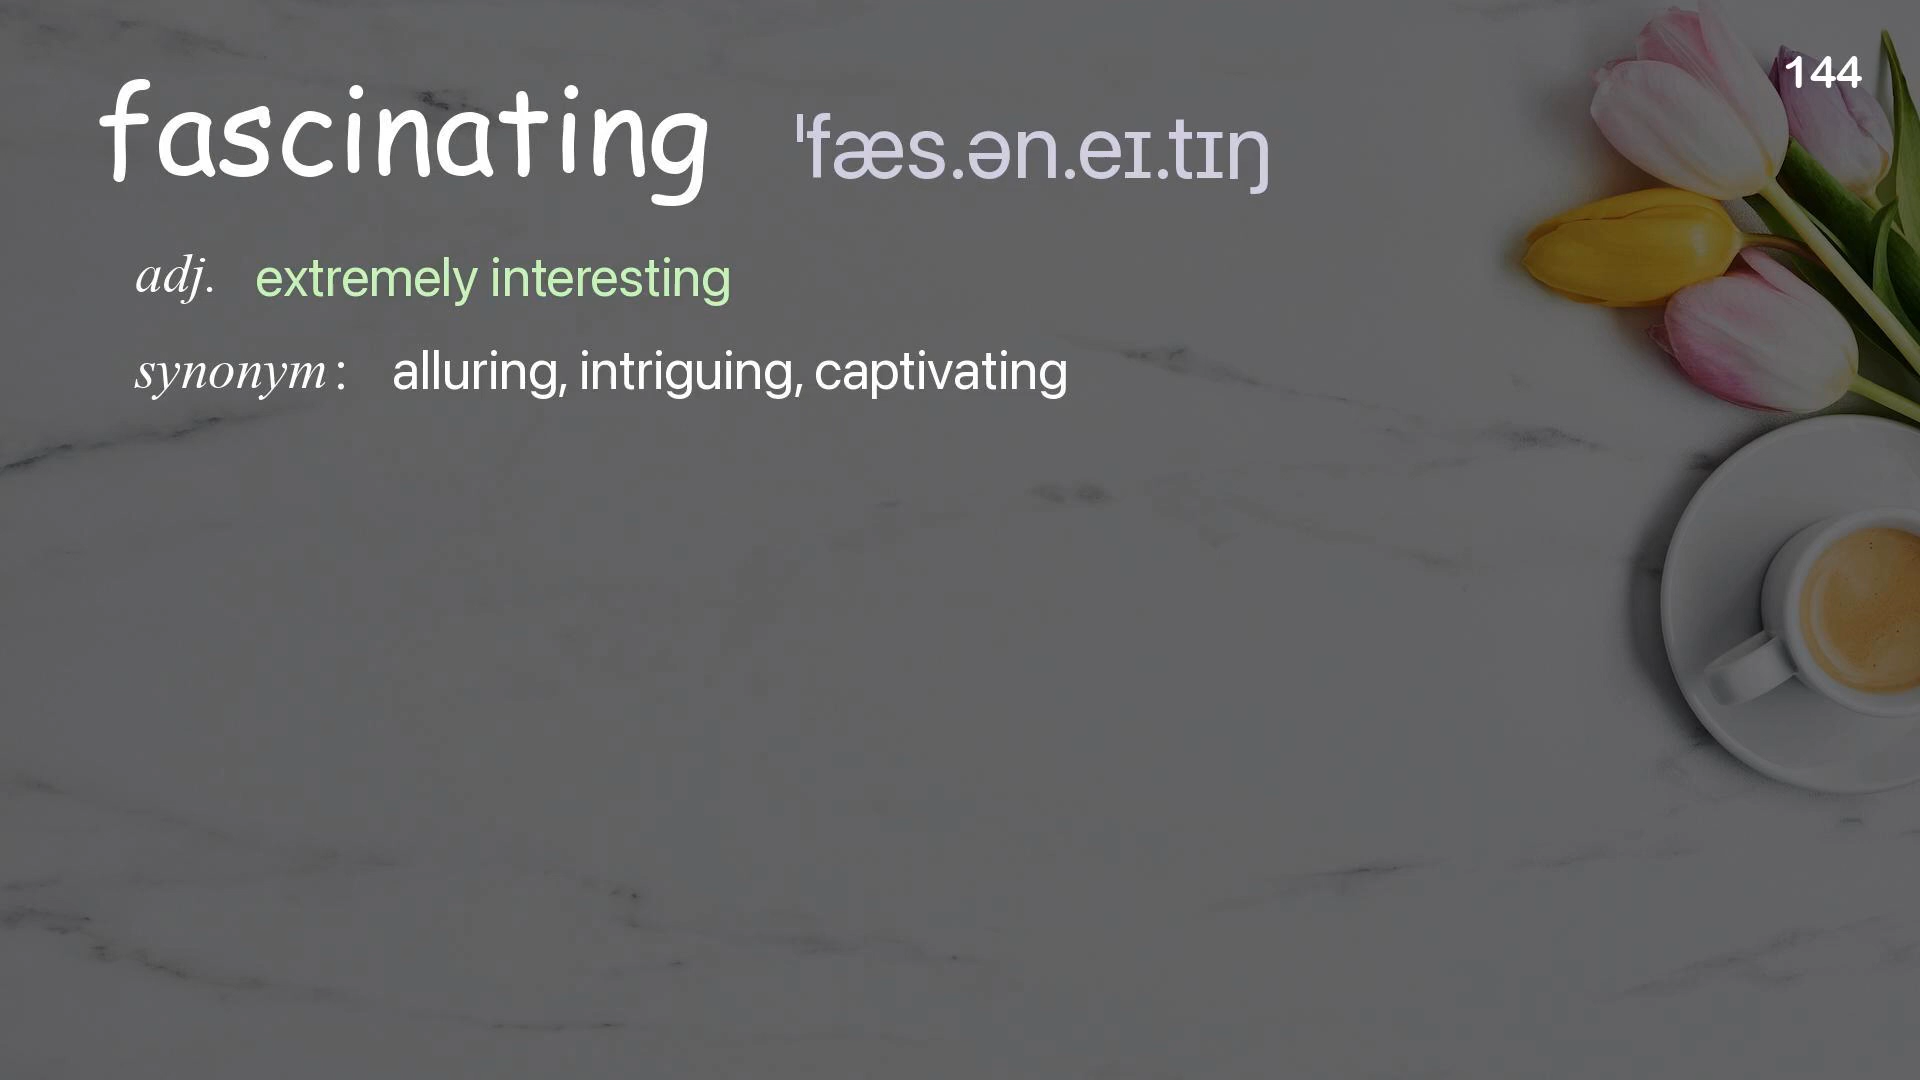 144
fascinating ˈfæs.ən.eɪ.tɪŋ
adj. extremely interesting
synonym : alluring, intriguing, captivating